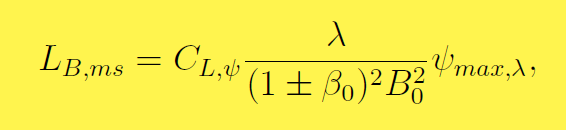 $L_{B,ms} = C_{L,\psi} \frac{\lambda}{(1 \pm \beta_0)^2 B_0^2} \psi_{max,\lambda},$